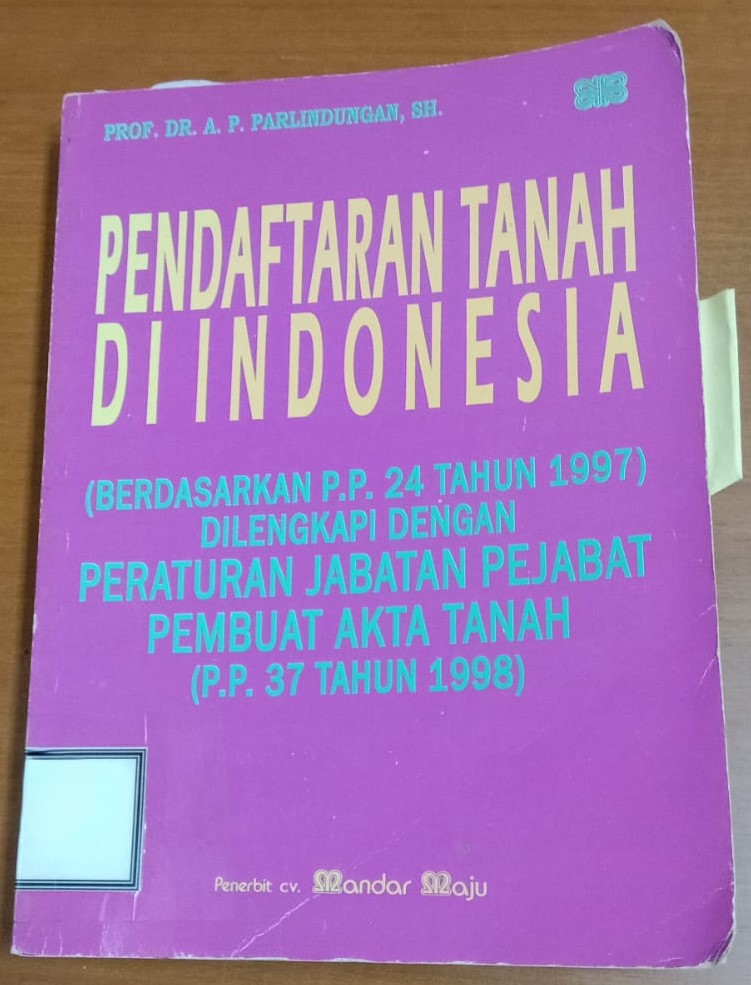 PROF. DR. A. P. PARLINDUNGAN, SH.
PENDAFTARAN TANAH
DI INDONESIA
(BERDASARKAN P.P. 24 TAHUN 1997)
DILENGKAPI DENGAN
PERATURAN JABATAN PEJABAT
PEMBUAT AKTA TANAH
(P.P. 37 TAHUN 1998)
Penerbit cv. Mandar Maju